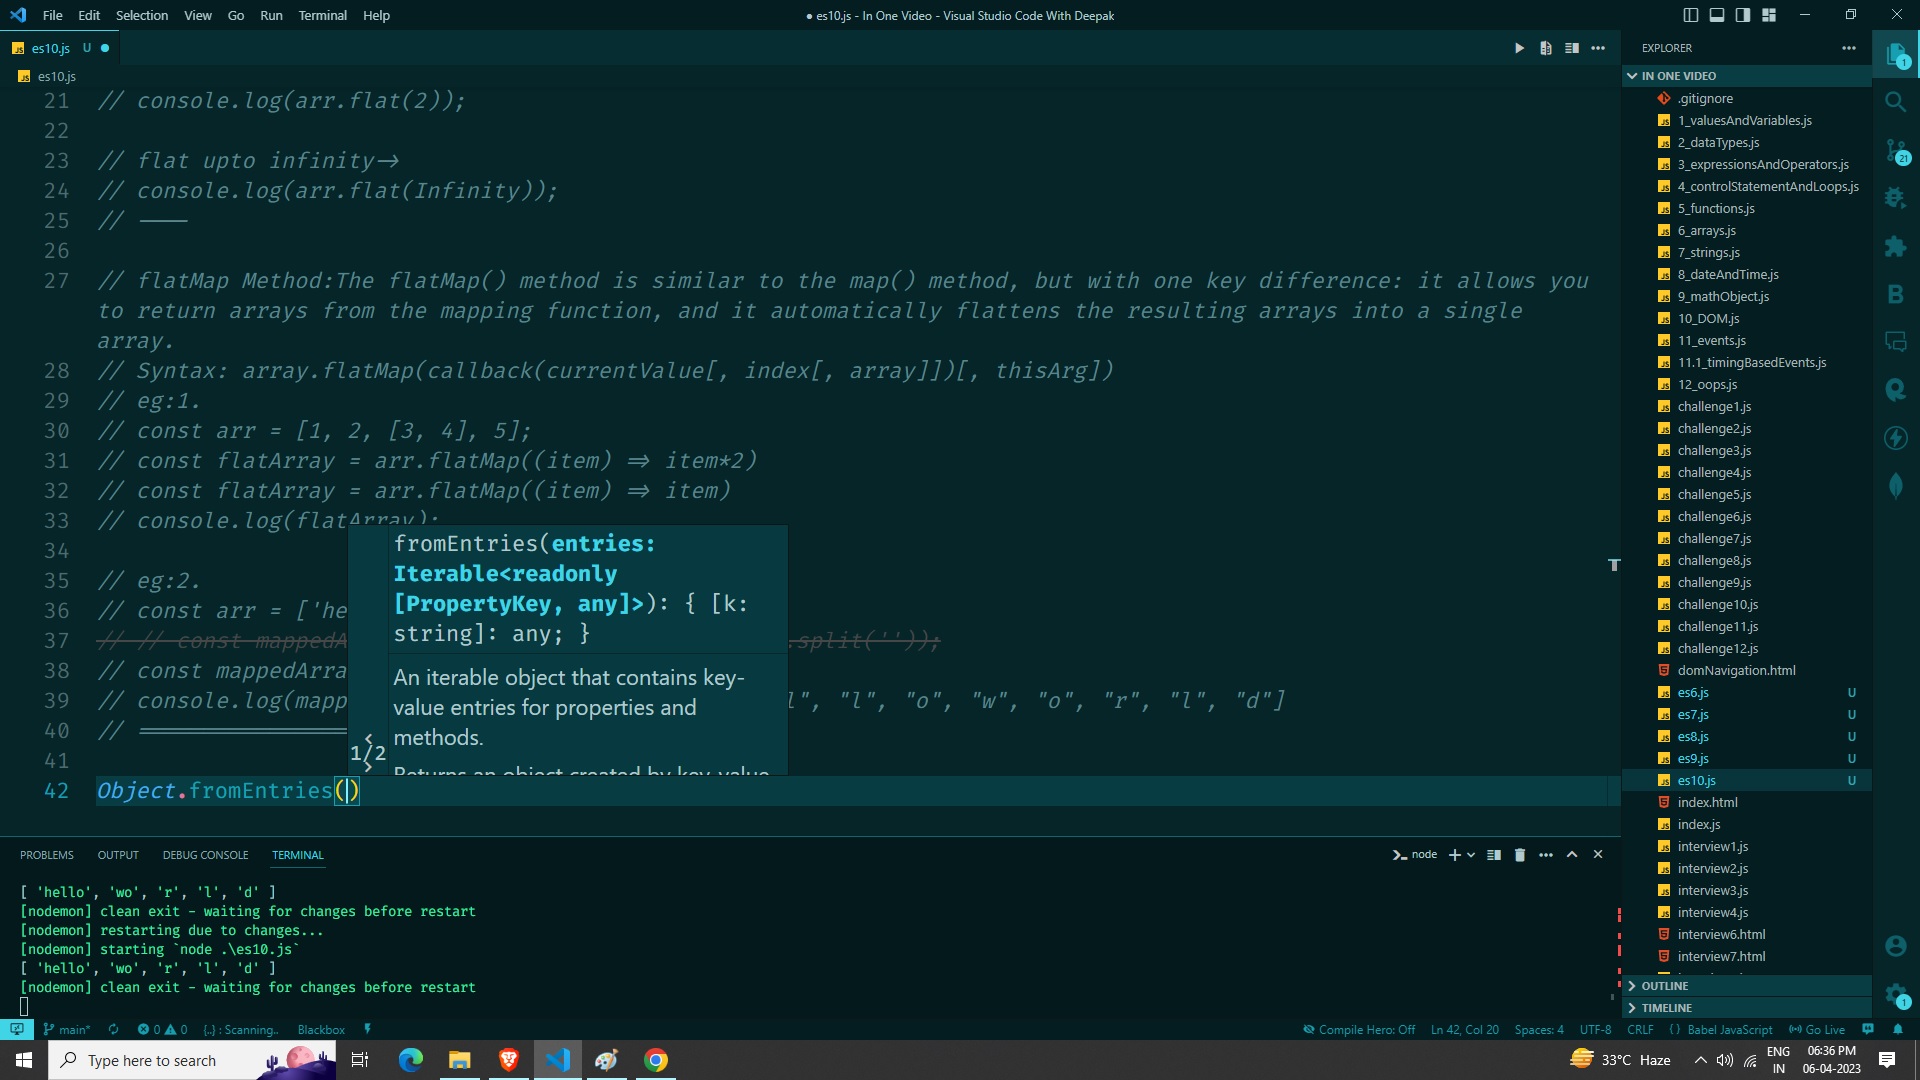 File Edit Selection View Go Run Terminal Help
● es10.js - In One Video - Visual Studio Code With Deepak
es10.js U
es10.js
21 // console.log(arr.flat(2));
22
23 // flat upto infinity->
24 // console.log(arr.flat(Infinity));
25 // ----
26
27 // flatMap Method:The flatMap() method is similar to the map() method, but with one key difference: it allows you
to return arrays from the mapping function, and it automatically flattens the resulting arrays into a single
array.
28 // Syntax: array.flatMap(callback(currentValue[, index[, array]])[, thisArg])
29 // eg:1.
30 // const arr = [1, 2, [3, 4], 5];
31 // const flatArray = arr.flatMap((item) => item*2)
32 // const flatArray = arr.flatMap((item) => item)
33 // console.log(flatArray);
34
35 // eg:2.
36 // const arr = ['he
37 // // const mappedA .split(''));
38 // const mappedArra
39 // console.log(mapp l", "l", "o", "w", "o", "r", "l", "d"]
40 // ================
41
42 Object.fromEntries()
fromEntries(entries:
Iterable<readonly
[PropertyKey, any]>): { [k:
string]: any; }
An iterable object that contains key-
value entries for properties and
methods.
1/2
Returns an object created by key-value
PROBLEMS OUTPUT DEBUG CONSOLE TERMINAL
node
[ 'hello', 'wo', 'r', 'l', 'd' ]
[nodemon] clean exit - waiting for changes before restart
[nodemon] restarting due to changes...
[nodemon] starting `node .\es10.js`
[ 'hello', 'wo', 'r', 'l', 'd' ]
[nodemon] clean exit - waiting for changes before restart
EXPLORER
IN ONE VIDEO
.gitignore
1_valuesAndVariables.js
2_dataTypes.js
3_expressionsAndOperators.js
4_controlStatementAndLoops.js
5_functions.js
6_arrays.js
7_strings.js
8_dateAndTime.js
9_mathObject.js
10_DOM.js
11_events.js
11.1_timingBasedEvents.js
12_oops.js
challenge1.js
challenge2.js
challenge3.js
challenge4.js
challenge5.js
challenge6.js
challenge7.js
challenge8.js
challenge9.js
challenge10.js
challenge11.js
challenge12.js
domNavigation.html
es6.js U
es7.js U
es8.js U
es9.js U
es10.js U
index.html
index.js
interview1.js
interview2.js
interview3.js
interview4.js
interview6.html
interview7.html
OUTLINE
TIMELINE
1
21
1
main* 0 0 {..} : Scanning.. Blackbox
Compile Hero: Off Ln 42, Col 20 Spaces: 4 UTF-8 CRLF { } Babel JavaScript Go Live
Type here to search
33°C Haze
ENG
IN
06:36 PM
06-04-2023